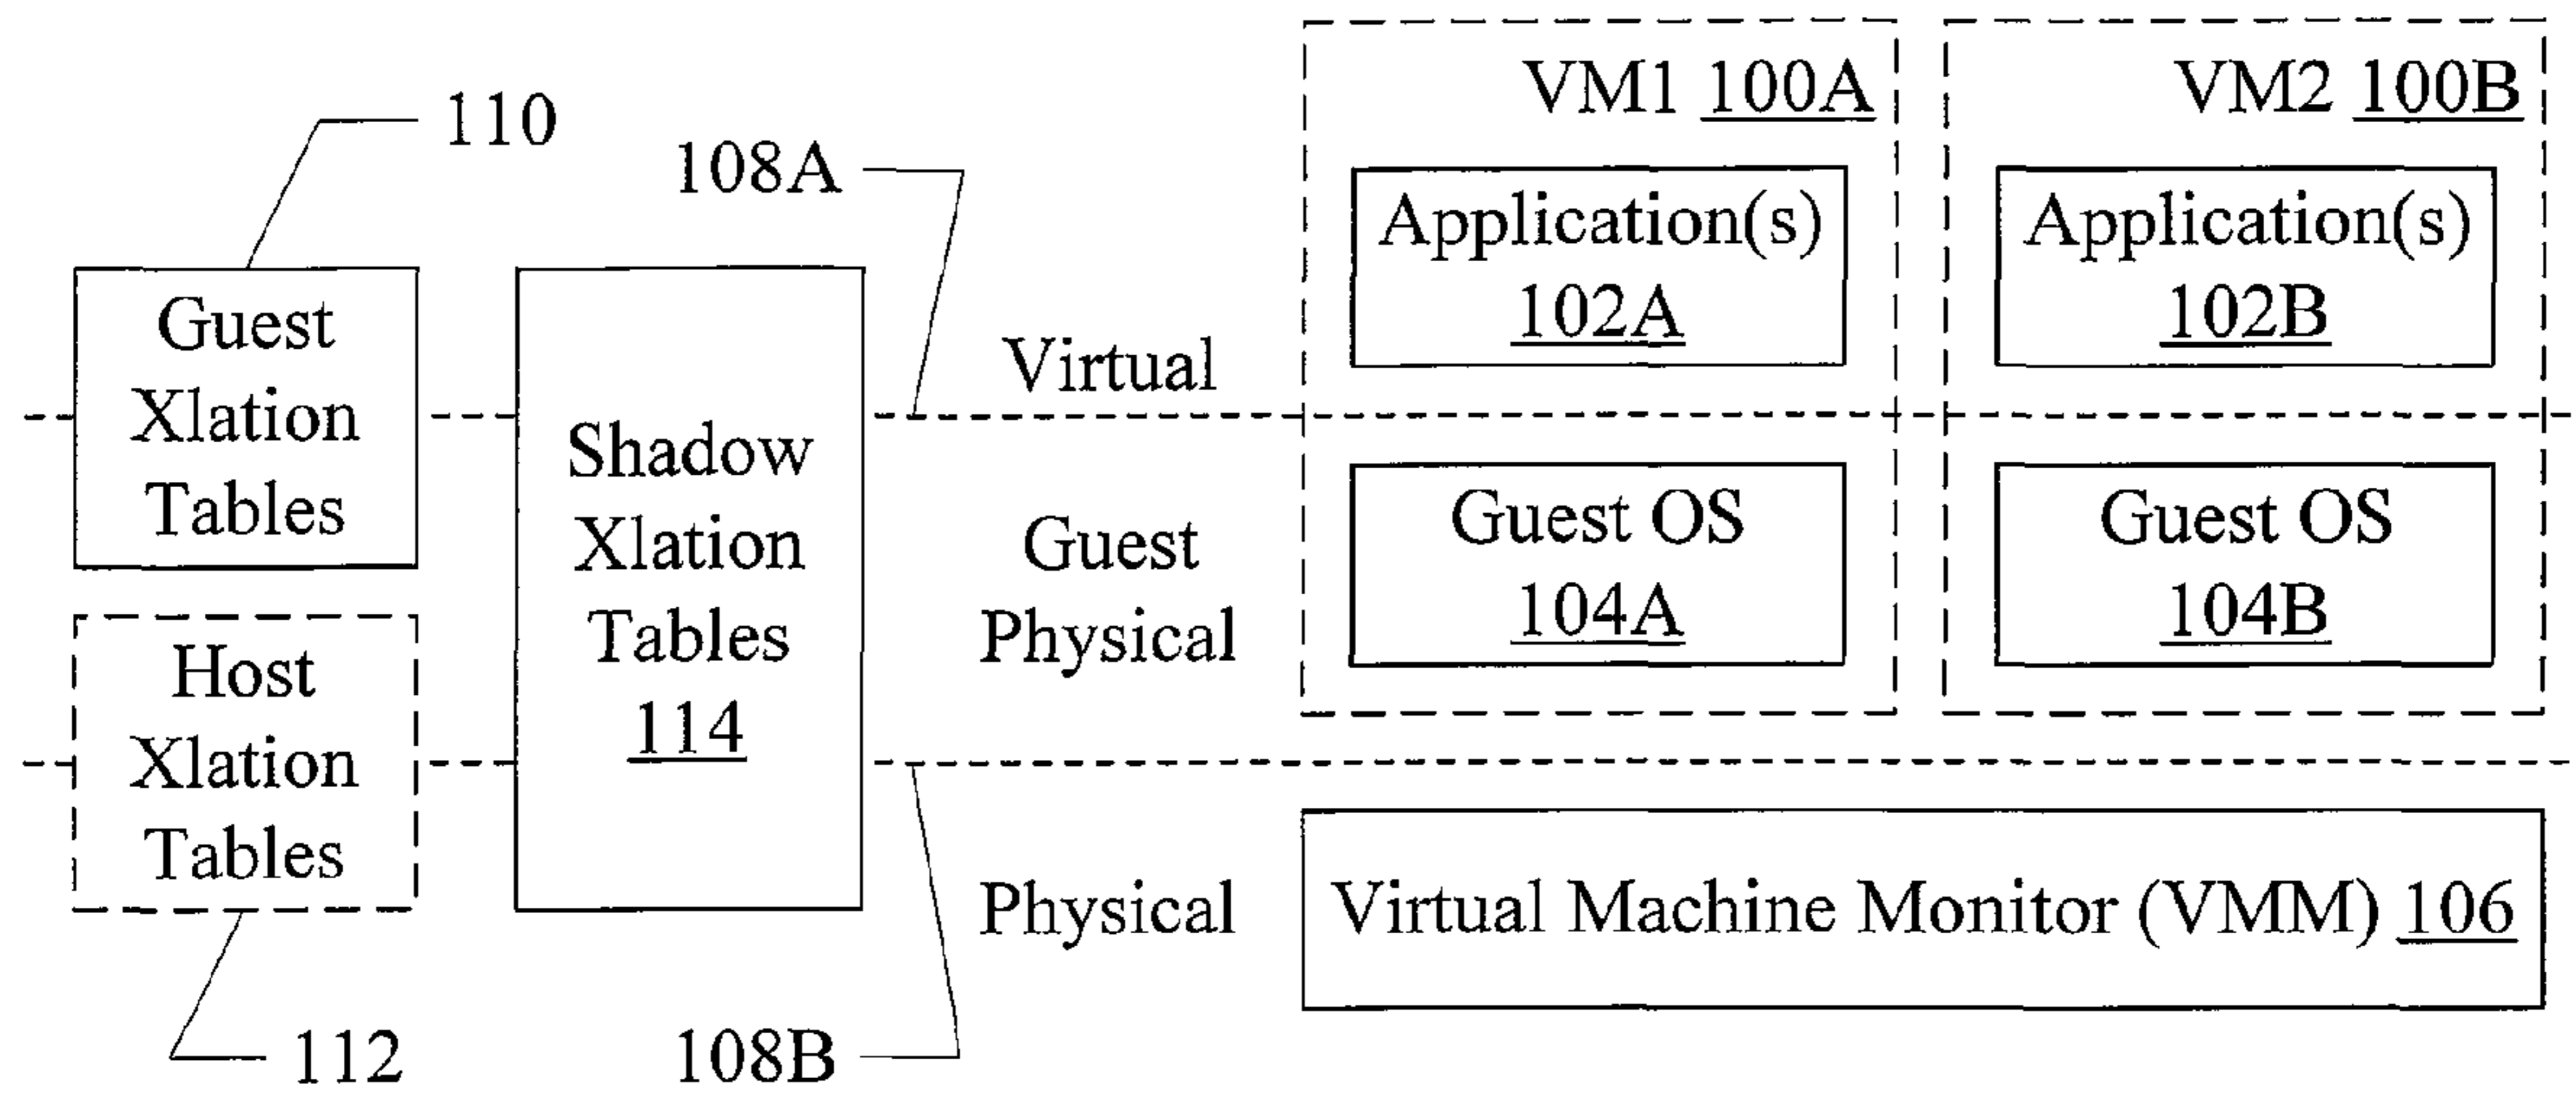 110
108A
VM1 100A
VM2 100B
Application(s)
102A
Application(s)
102B
Guest
Xlation
Tables
Shadow
Xlation
Tables
114
Virtual
Guest
Physical
Guest OS
104A
Guest OS
104B
Host
Xlation
Tables
Physical
Virtual Machine Monitor (VMM) 106
112
108B